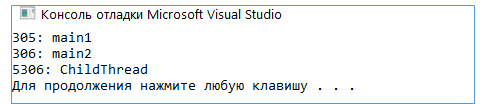 Консоль отладки Microsoft Visual Studio
305: main1
306: main2
5306: ChildThread
Для продолжения нажмите любую клавишу . . .